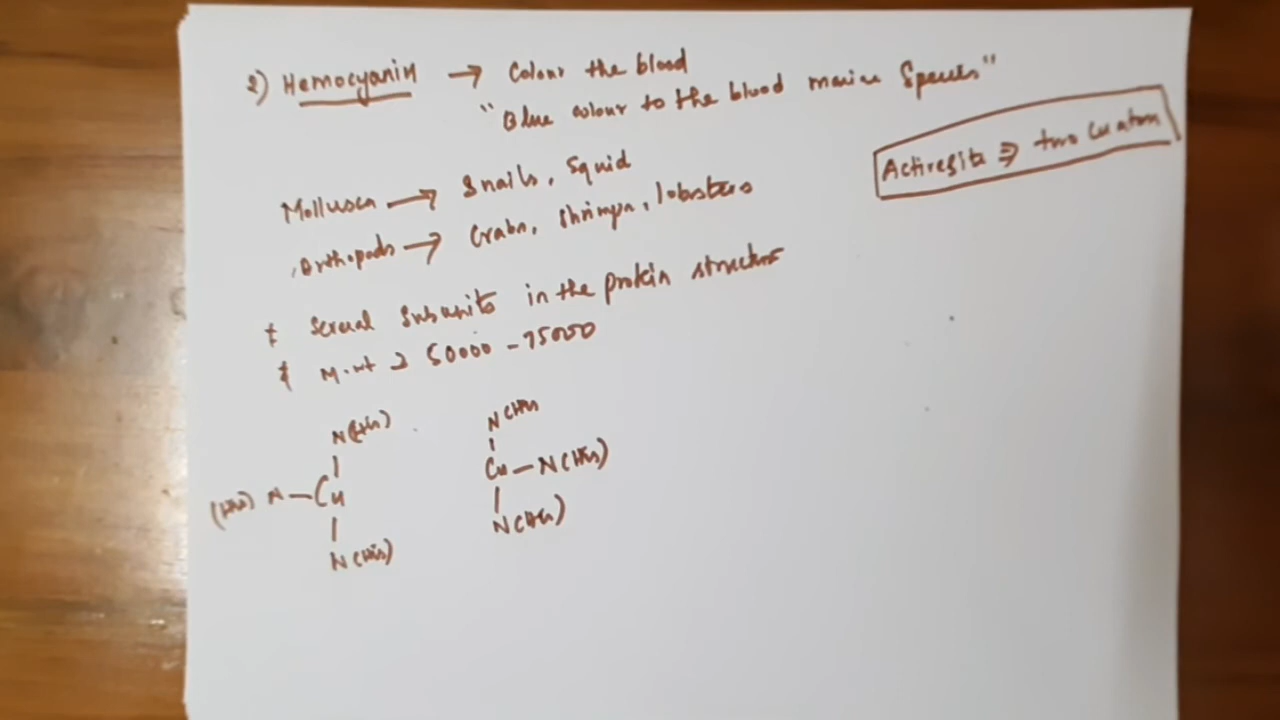 2) Hemocyanin → Colour the blood
"Blue colour to the blood marine Species"
Activesite ⇒ two Cu atom
Mollusca → Snails, Squid
Arthopods → Crabs, Shrimps, lobsters
* Several Subunits in the protein structure
* M.wt 50000 - 75000
N(His) N(His)
(His) N - Cu Cu - N(His)
N(His) N(His)